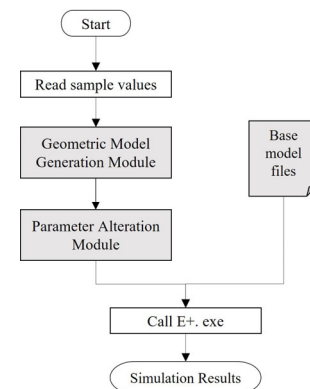 Start
Read sample values
Geometric Model
Generation Module
Base
model
files
Parameter Alteration
Module
Call E+. exe
Simulation Results